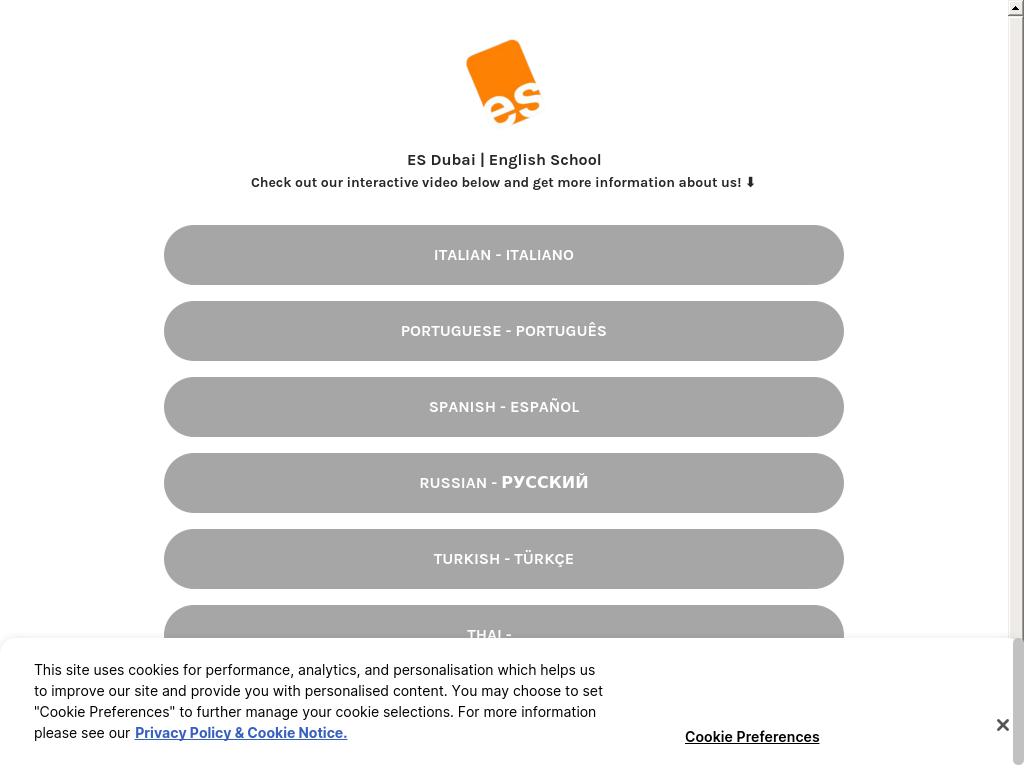 es
ES Dubai | English School
Check out our interactive video below and get more information about us! ⬇
ITALIAN - ITALIANO
PORTUGUESE - PORTUGUÊS
SPANISH - ESPAÑOL
RUSSIAN - РУССКИЙ
TURKISH - TÜRKÇE
THAI -
This site uses cookies for performance, analytics, and personalisation which helps us
to improve our site and provide you with personalised content. You may choose to set
"Cookie Preferences" to further manage your cookie selections. For more information
please see our Privacy Policy & Cookie Notice.
Cookie Preferences